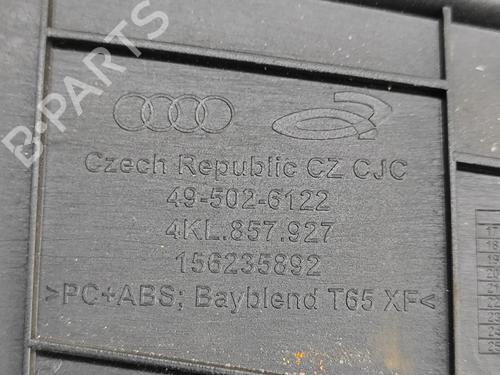 Czech Republic CZ CJC
49-502-6122
4KL.857.927
156235892
>PC+ABS; Bayblend T65 XF<
B-PARTS